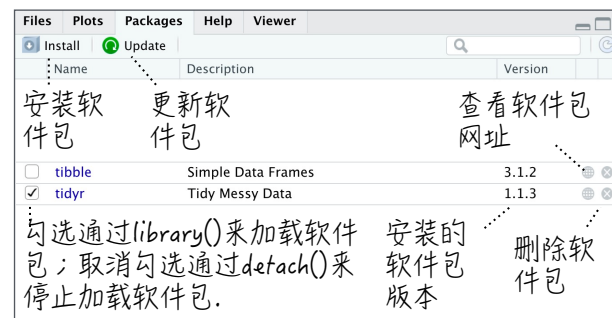 Files Plots Packages Help Viewer
Install Update
Name Description Version
安装软
件包
更新软
件包
查看软件包
网址
tibble Simple Data Frames 3.1.2
tidyr Tidy Messy Data 1.1.3
勾选通过library()来加载软件
包；取消勾选通过detach()来
停止加载软件包.
安装的
软件包
版本
删除软
件包